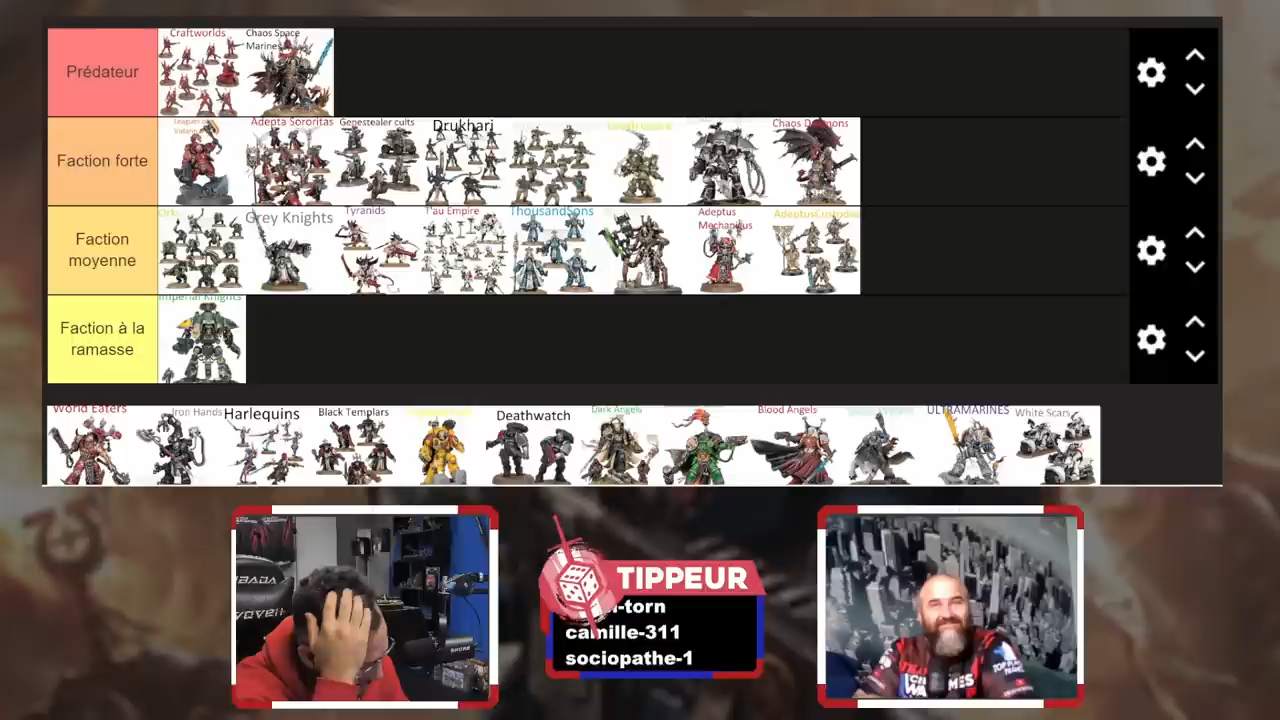 Prédateur
Craftworlds
Chaos Space
Marines
Faction forte
Adepta Sororitas
Genestealer cults
Drukhari
Chaos Daemons
Faction
moyenne
Orks
Grey Knights
Tyranids
T'au Empire
ThousandSons
Adeptus
Mechanicus
AdeptusCustodes
Faction à la
ramasse
Imperial Knights
World Eaters
Iron Hands
Harlequins
Black Templars
Deathwatch
Dark Angels
Blood Angels
ULTRAMARINES
White Scars
TIPPEUR
-torn
camille-311
sociopathe-1